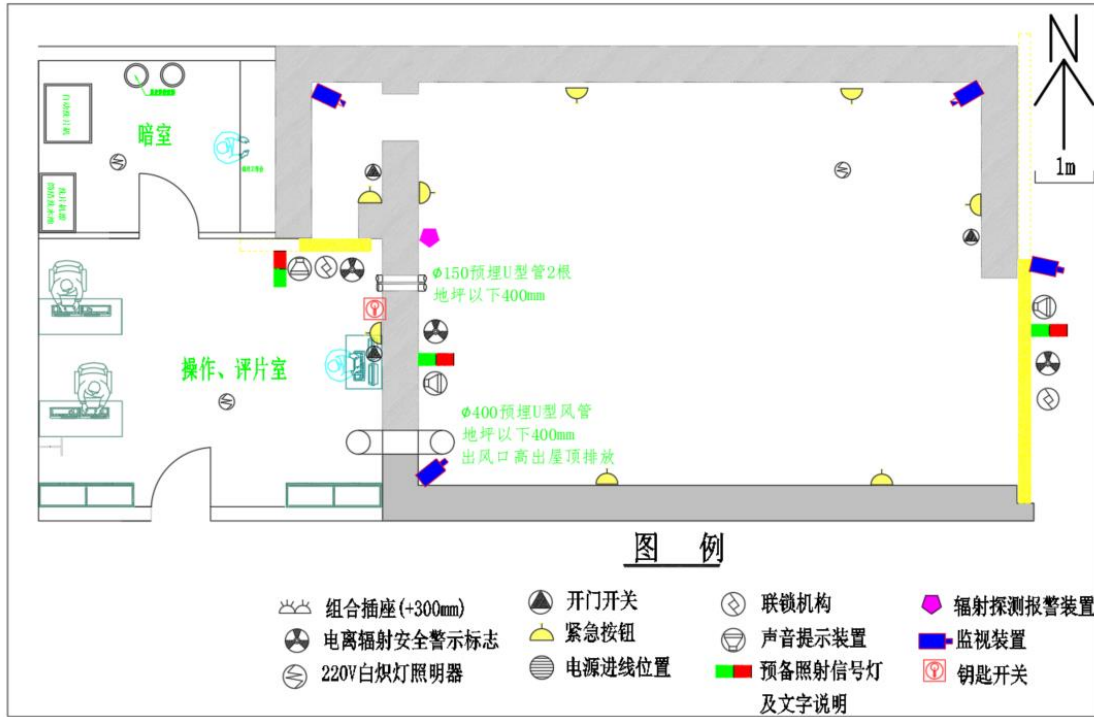 N
1m
暗室
Φ150预埋U型管2根
地坪以下400mm
操作、评片室
Φ400预埋U型风管
地坪以下400mm
出风口高出屋顶排放
图 例
组合插座(+300mm)
开门开关
联锁机构
辐射探测报警装置
电离辐射安全警示标志
紧急按钮
声音提示装置
监视装置
220V白炽灯照明器
电源进线位置
预备照射信号灯
及文字说明
钥匙开关